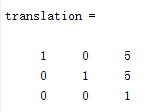 translation =
1 0 5
0 1 5
0 0 1